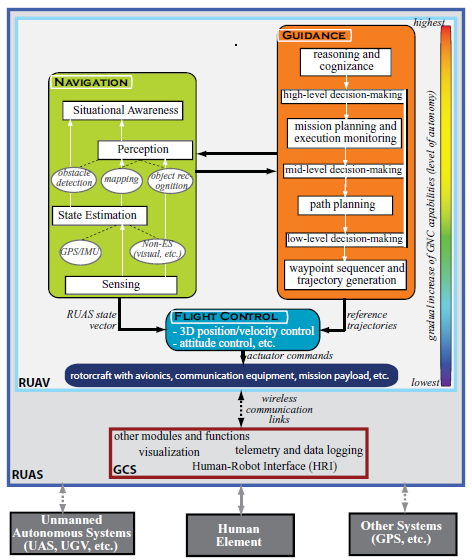 highest
GUIDANCE
reasoning and
cognizance
high-level decision-making
mission planning and
execution monitoring
mid-level decision-making
path planning
low-level decision-making
waypoint sequencer and
trajectory generation
gradual increase of GNC capabilities (level of autonomy)
lowest
NAVIGATION
Situational Awareness
Perception
obstacle
detection
mapping
object rec
ognition
State Estimation
GPS/IMU
Non-ES
(visual, etc.)
Sensing
RUAS state
vector
FLIGHT CONTROL
- 3D position/velocity control
- attitude control, etc.
reference
trajectories
actuator commands
rotorcraft with avionics, communication equipment, mission payload, etc.
RUAV
wireless
communication
links
other modules and functions
visualization
telemetry and data logging
Human-Robot Interface (HRI)
GCS
RUAS
Unmanned
Autonomous Systems
(UAS, UGV, etc.)
Human
Element
Other Systems
(GPS, etc.)